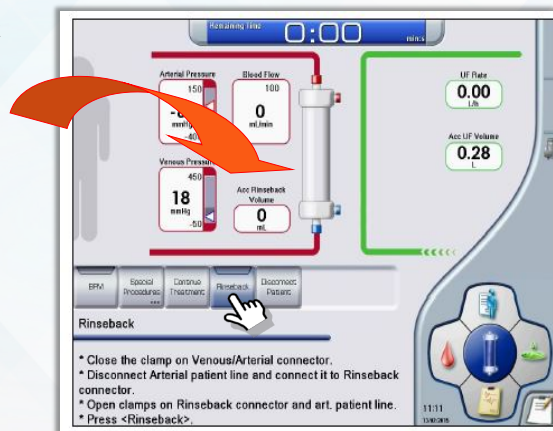 Remaining Time
0:00
min:s
Arterial Pressure
150
mmHg
Blood Flow
100
0
mL/min
UF Rate
0.00
L/h
Acc UF Volume
0.28
L
Venous Pressure
450
18
mmHg
-50
Acc Rinseback
Volume
0
mL
BPM
Special
Procedures
...
Continue
Treatment
Rinseback
Disconnect
Patient
Rinseback
* Close the clamp on Venous/Arterial connector.
* Disconnect Arterial patient line and connect it to Rinseback
connector.
* Open clamps on Rinseback connector and art. patient line.
* Press <Rinseback>.
11:11